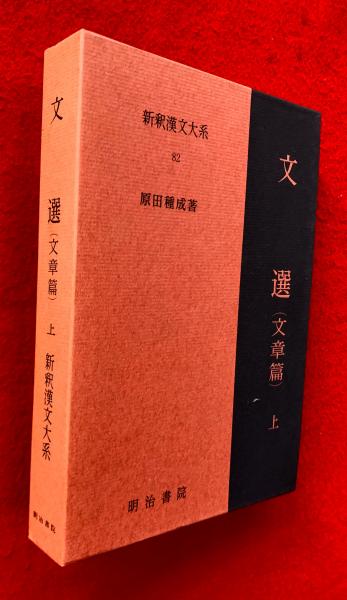 文選（文章篇）上
新釈漢文大系
82
原田種成著
明治書院
文選（文章篇）上 新釈漢文大系
明治書院